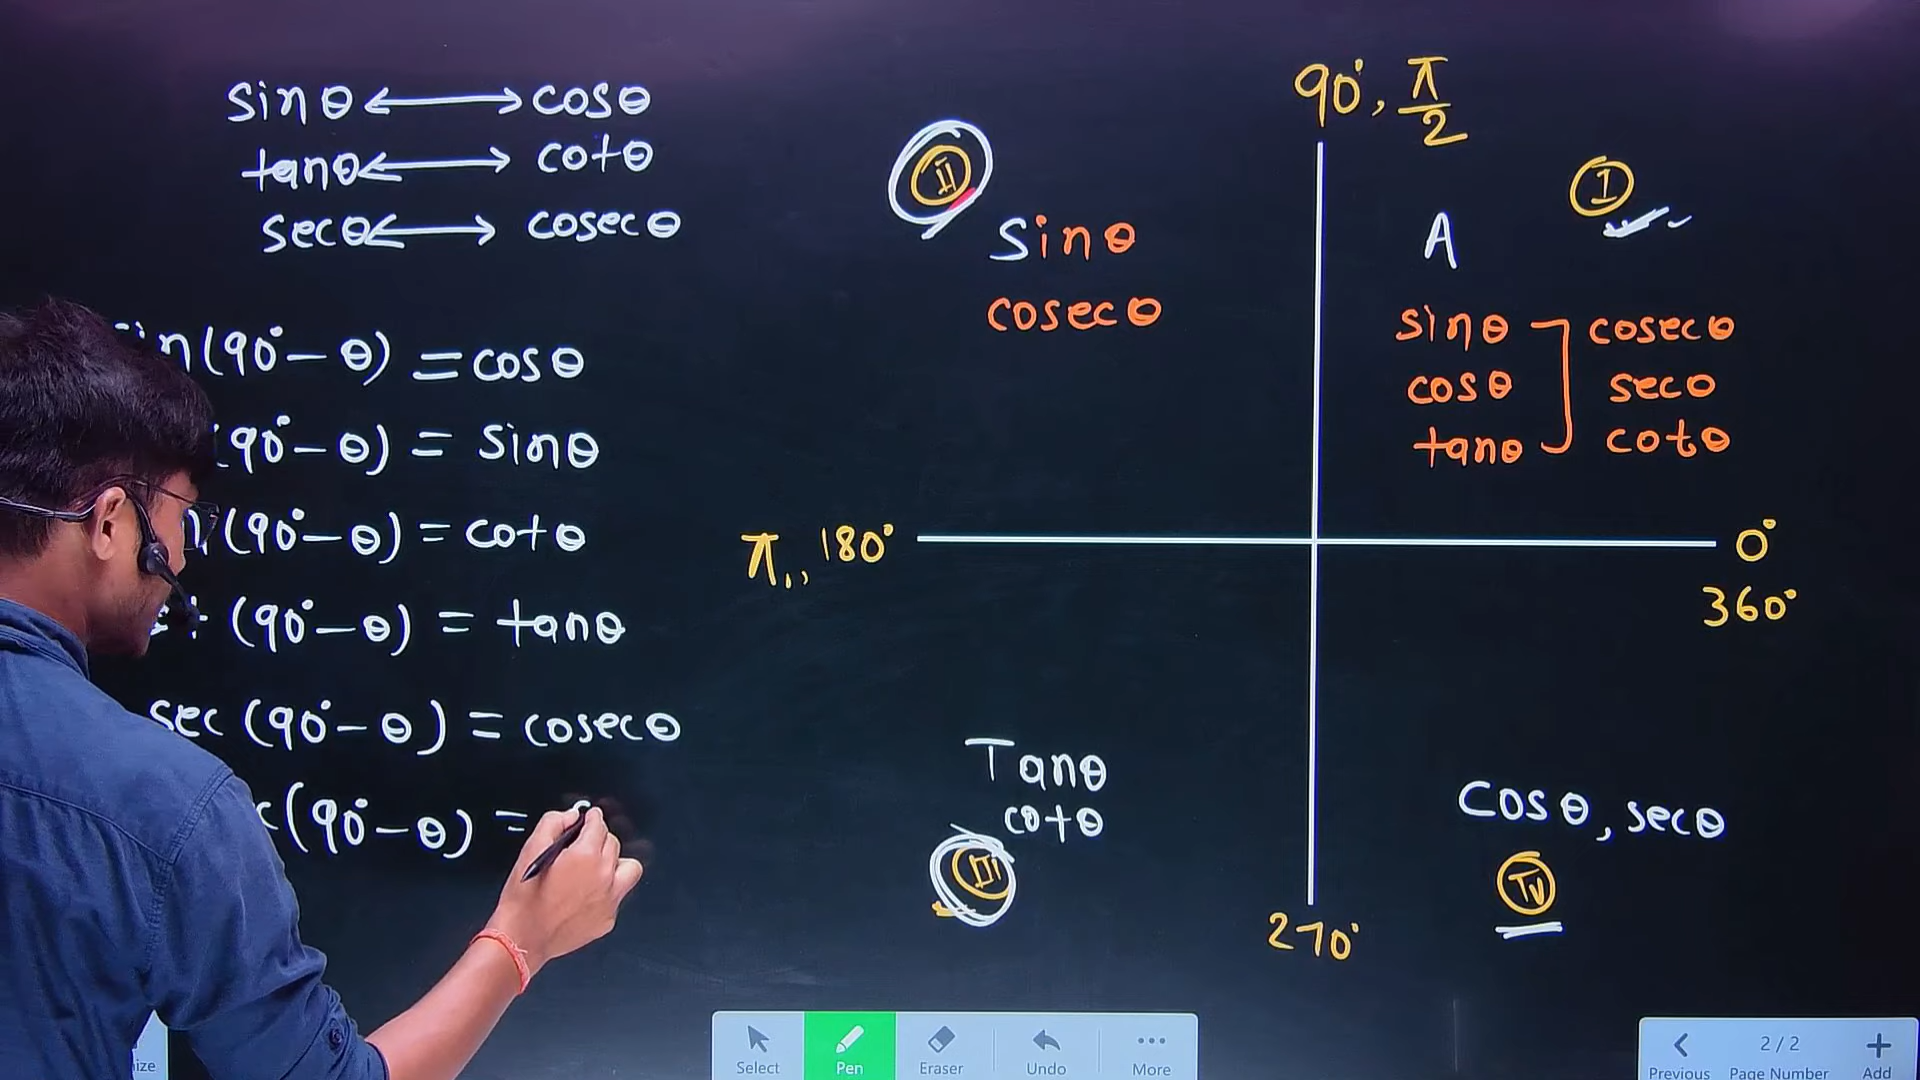 sinθ ⟷ cosθ
tanθ ⟷ cotθ
secθ ⟷ cosecθ
in(90°-θ) = cosθ
(90°-θ) = sinθ
n(90°-θ) = cotθ
t(90°-θ) = tanθ
sec(90°-θ) = cosecθ
c(90°-θ) =
90°, π/2
II
I
sinθ
cosecθ
A
sinθ cosecθ
cosθ secθ
tanθ cotθ
π,, 180°
0°
360°
Tanθ
cotθ
III
cosθ, secθ
IV
270°
ize
Select
Pen
Eraser
Undo
More
Previous
2 / 2
Page Number
Add